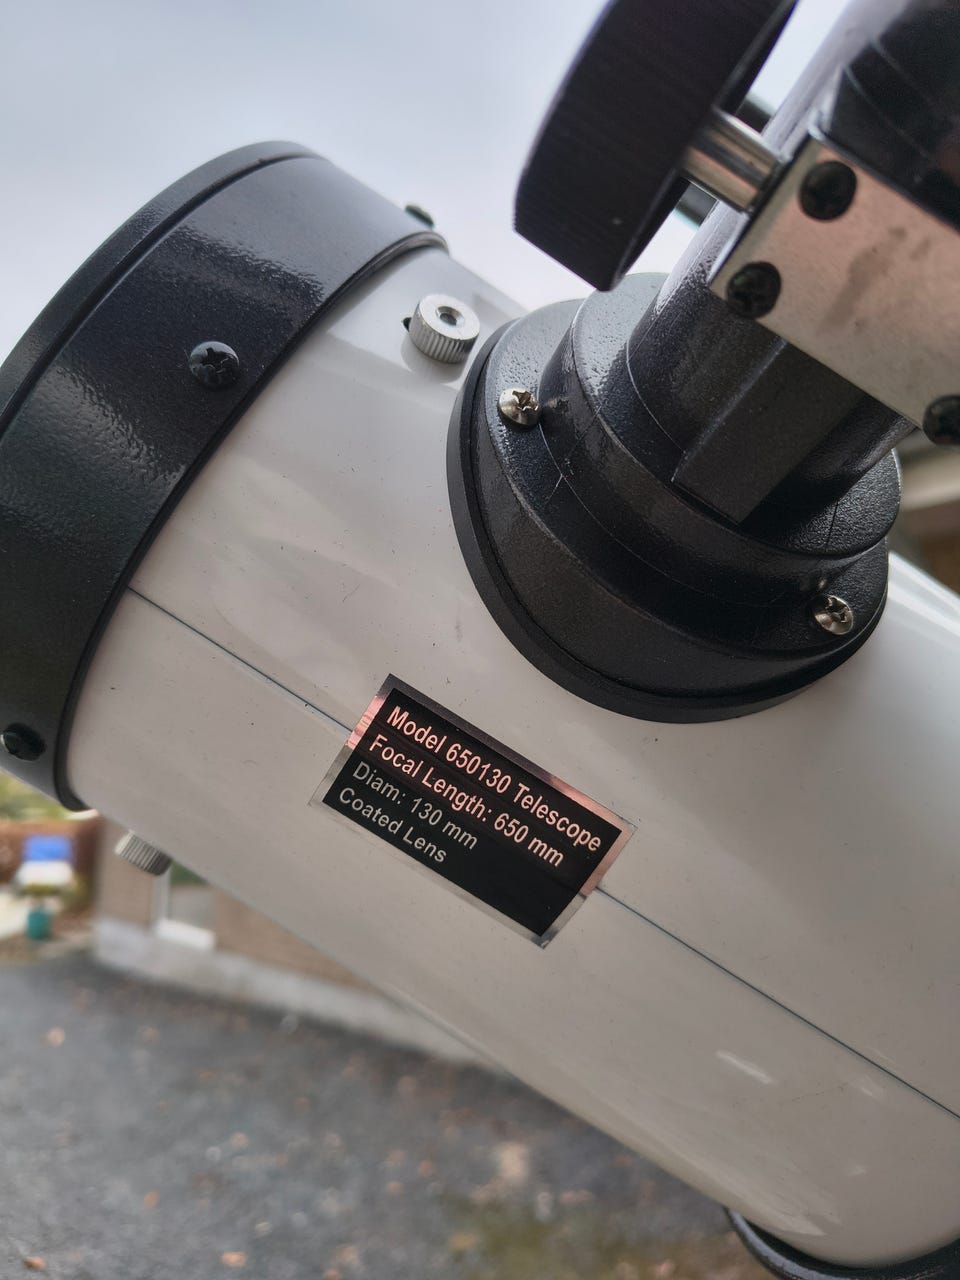 Model 650130 Telescope
Focal Length: 650 mm
Diam: 130 mm
Coated Lens